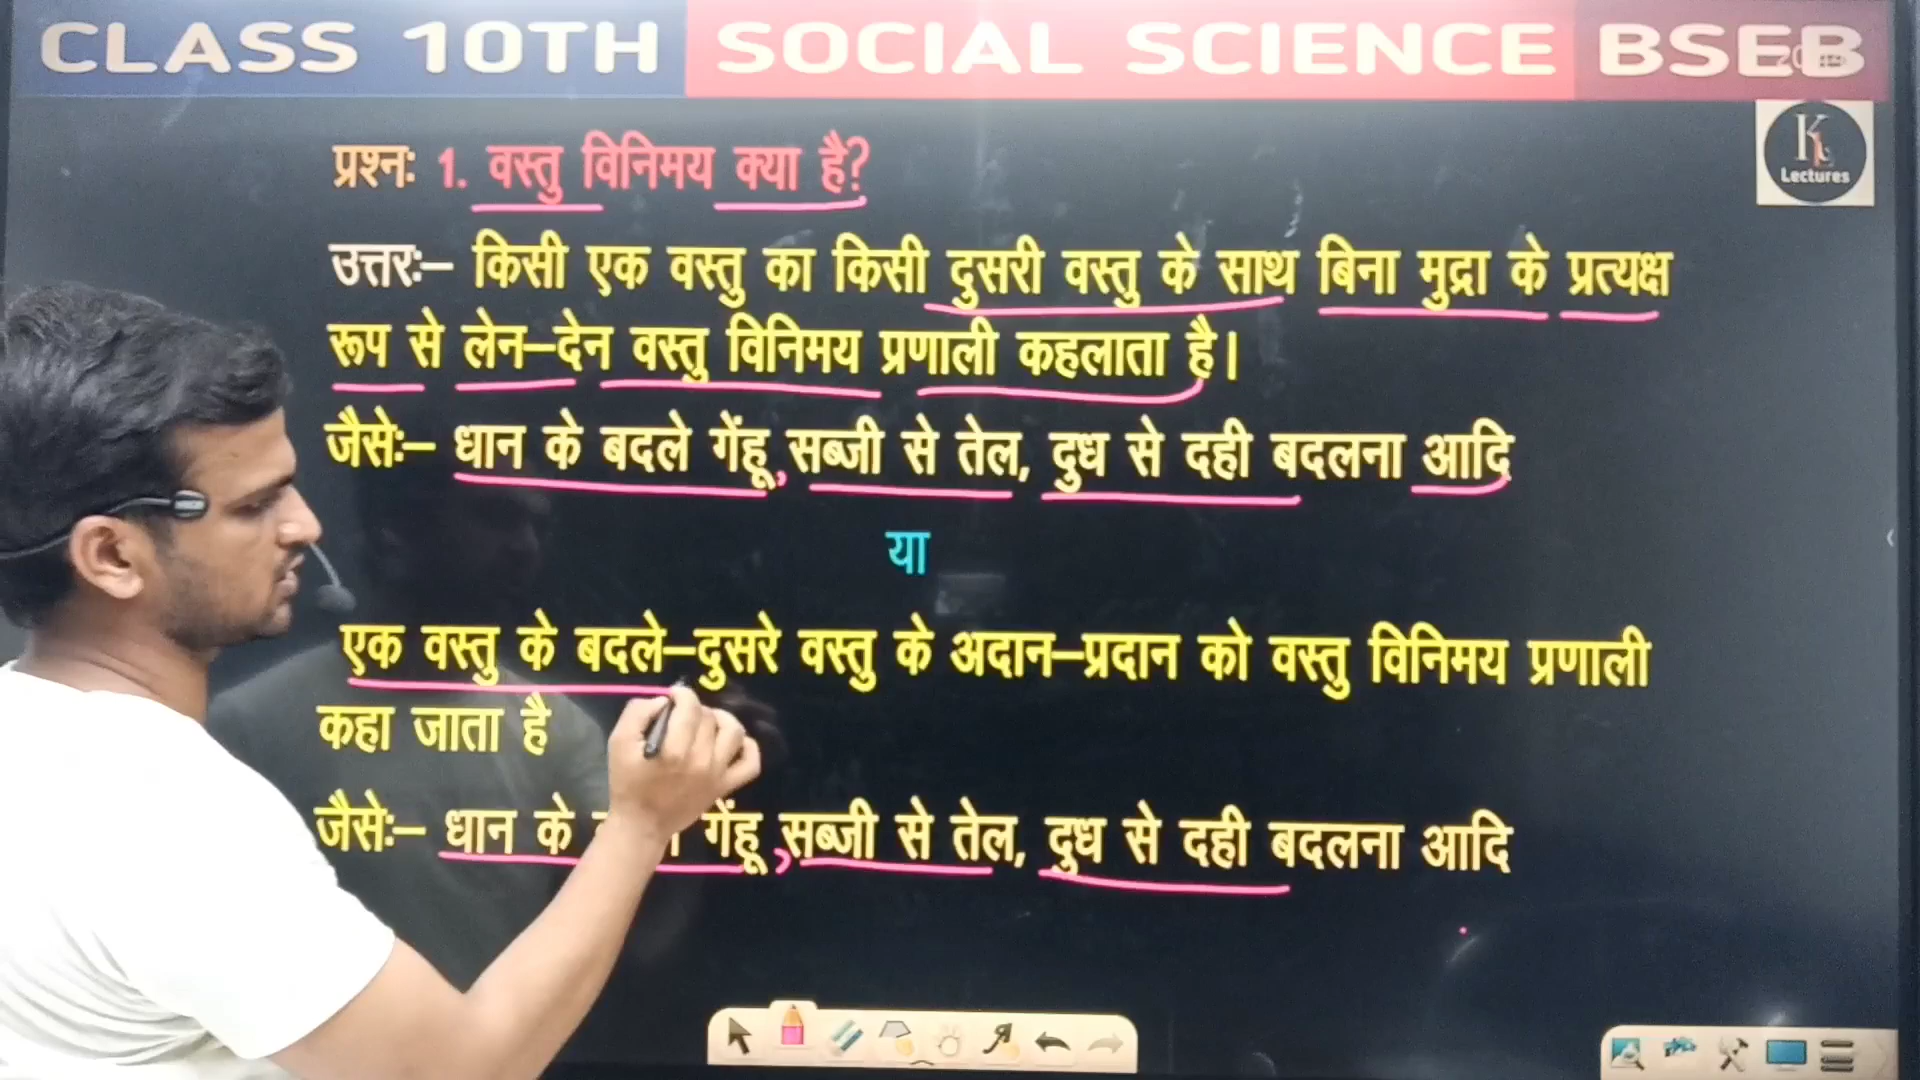 CLASS 10TH SOCIAL SCIENCE BSEB
K Lectures
प्रश्नः 1. वस्तु विनिमय क्या है?
उत्तरः– किसी एक वस्तु का किसी दुसरी वस्तु के साथ बिना मुद्रा के प्रत्यक्ष
रूप से लेन–देन वस्तु विनिमय प्रणाली कहलाता है।
जैसेः– धान के बदले गेंहू, सब्जी से तेल, दुध से दही बदलना आदि
या
एक वस्तु के बदले–दुसरे वस्तु के अदान–प्रदान को वस्तु विनिमय प्रणाली
कहा जाता है
जैसेः– धान के गेंहू, सब्जी से तेल, दुध से दही बदलना आदि